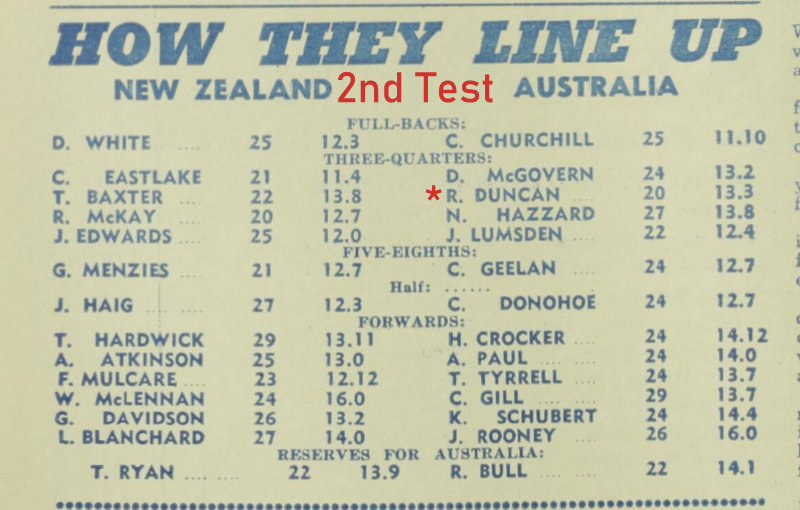 HOW THEY LINE UP
NEW ZEALAND 2nd Test AUSTRALIA
FULL-BACKS:
D. WHITE .... 25 12.3 C. CHURCHILL 25 11.10
THREE-QUARTERS:
C. EASTLAKE 21 11.4 D. McGOVERN 24 13.2
T. BAXTER .... 22 13.8 *R. DUNCAN .... 20 13.3
R. McKAY .... 20 12.7 N. HAZZARD 27 13.8
J. EDWARDS .... 25 12.0 J. LUMSDEN .... 22 12.4
FIVE-EIGHTHS:
G. MENZIES .... 21 12.7 C. GEELAN .... 24 12.7
Half: ......
J. HAIG .... .... 27 12.3 C. DONOHOE 24 12.7
FORWARDS:
T. HARDWICK 29 13.11 H. CROCKER .... 24 14.12
A. ATKINSON 25 13.0 A. PAUL .... .... 24 14.0
F. MULCARE .... 23 12.12 T. TYRRELL .... 24 13.7
W. McLENNAN 24 16.0 C. GILL .... .... 29 13.7
G. DAVIDSON 26 13.2 K. SCHUBERT 24 14.4
L. BLANCHARD 27 14.0 J. ROONEY .... 26 16.0
RESERVES FOR AUSTRALIA:
T. RYAN .... .... 22 13.9 R. BULL .... .... 22 14.1